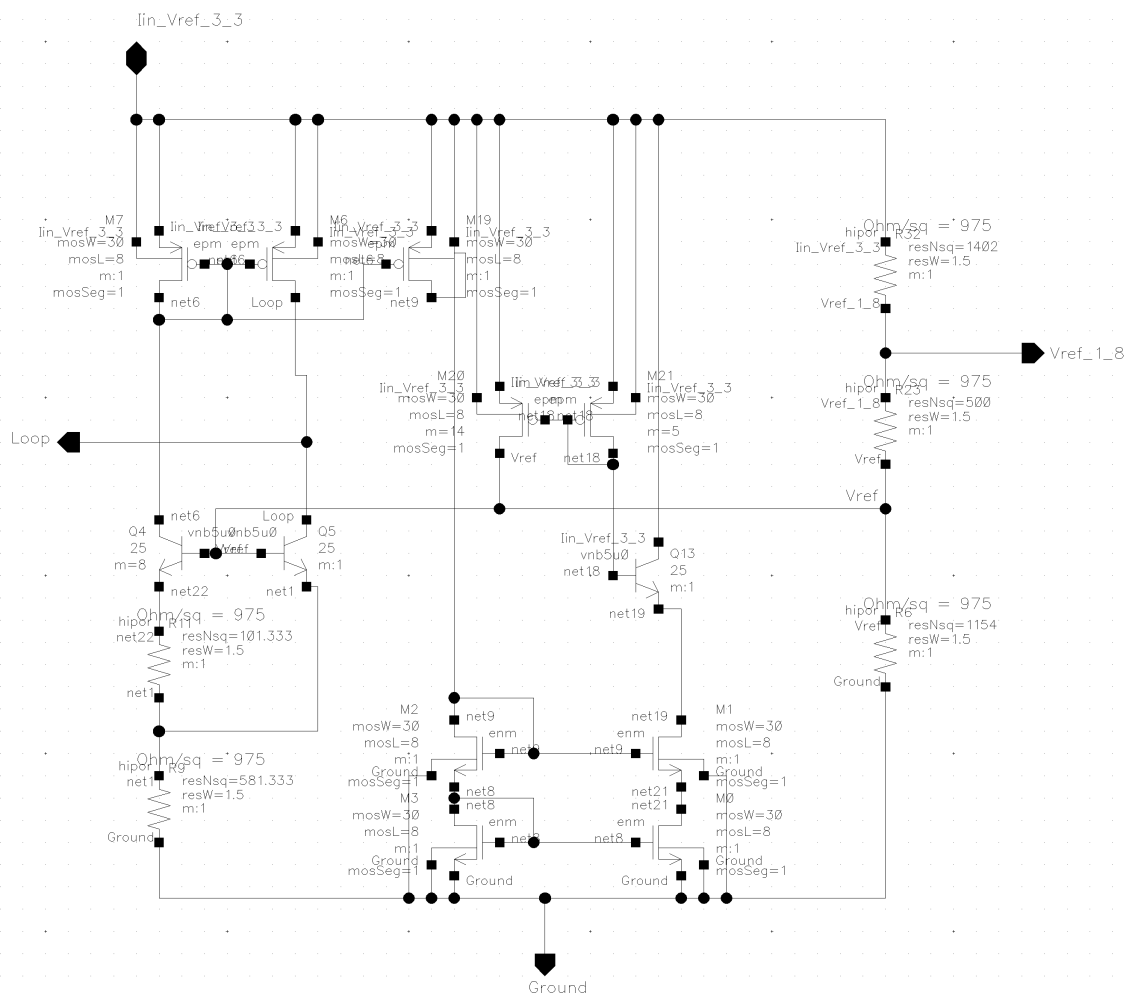 Iin_Vref_3_3
M7
Iin_Vref_3_3
mosW=30
mosL=8
m:1
mosSeg=1
epm
epm
net6
Loop
M6
mosL=8
m:1
mosSeg=1
net9
M19
Iin_Vref_3_3
mosW=30
mosL=8
m:1
mosSeg=1
Ohm/sq = 975
hipor
R32
Iin_Vref_3_3
resNsq=1402
resW=1.5
m:1
Vref_1_8
Vref_1_8
Ohm/sq = 975
hipor
R23
Vref_1_8
resNsq=500
resW=1.5
m:1
Vref
Vref
M20
Iin_Vref_3_3
mosW=30
mosL=8
m=14
mosSeg=1
Vref
M21
Iin_Vref_3_3
mosW=30
mosL=8
m=5
mosSeg=1
net18
Loop
net6
Q4
25
m=8
vnb5u0
net22
Loop
Q5
25
m:1
net1
Iin_Vref_3_3
vnb5u0
net18
Q13
25
m:1
net19
Ohm/sq = 975
hipor
R11
net22
resNsq=101.333
resW=1.5
m:1
net1
Ohm/sq = 975
hipor
R9
net1
resNsq=581.333
resW=1.5
m:1
Ground
Ohm/sq = 975
hipor
R6
Vref
resNsq=1154
resW=1.5
m:1
Ground
M2
mosW=30
mosL=8
m:1
Ground
mosSeg=1
net9
enm
net8
net19
enm
net9
M1
mosW=30
mosL=8
m:1
Ground
mosSeg=1
net21
M3
mosW=30
mosL=8
m:1
Ground
mosSeg=1
net8
enm
Ground
net21
enm
net8
Ground
M0
mosW=30
mosL=8
m:1
Ground
mosSeg=1
Ground